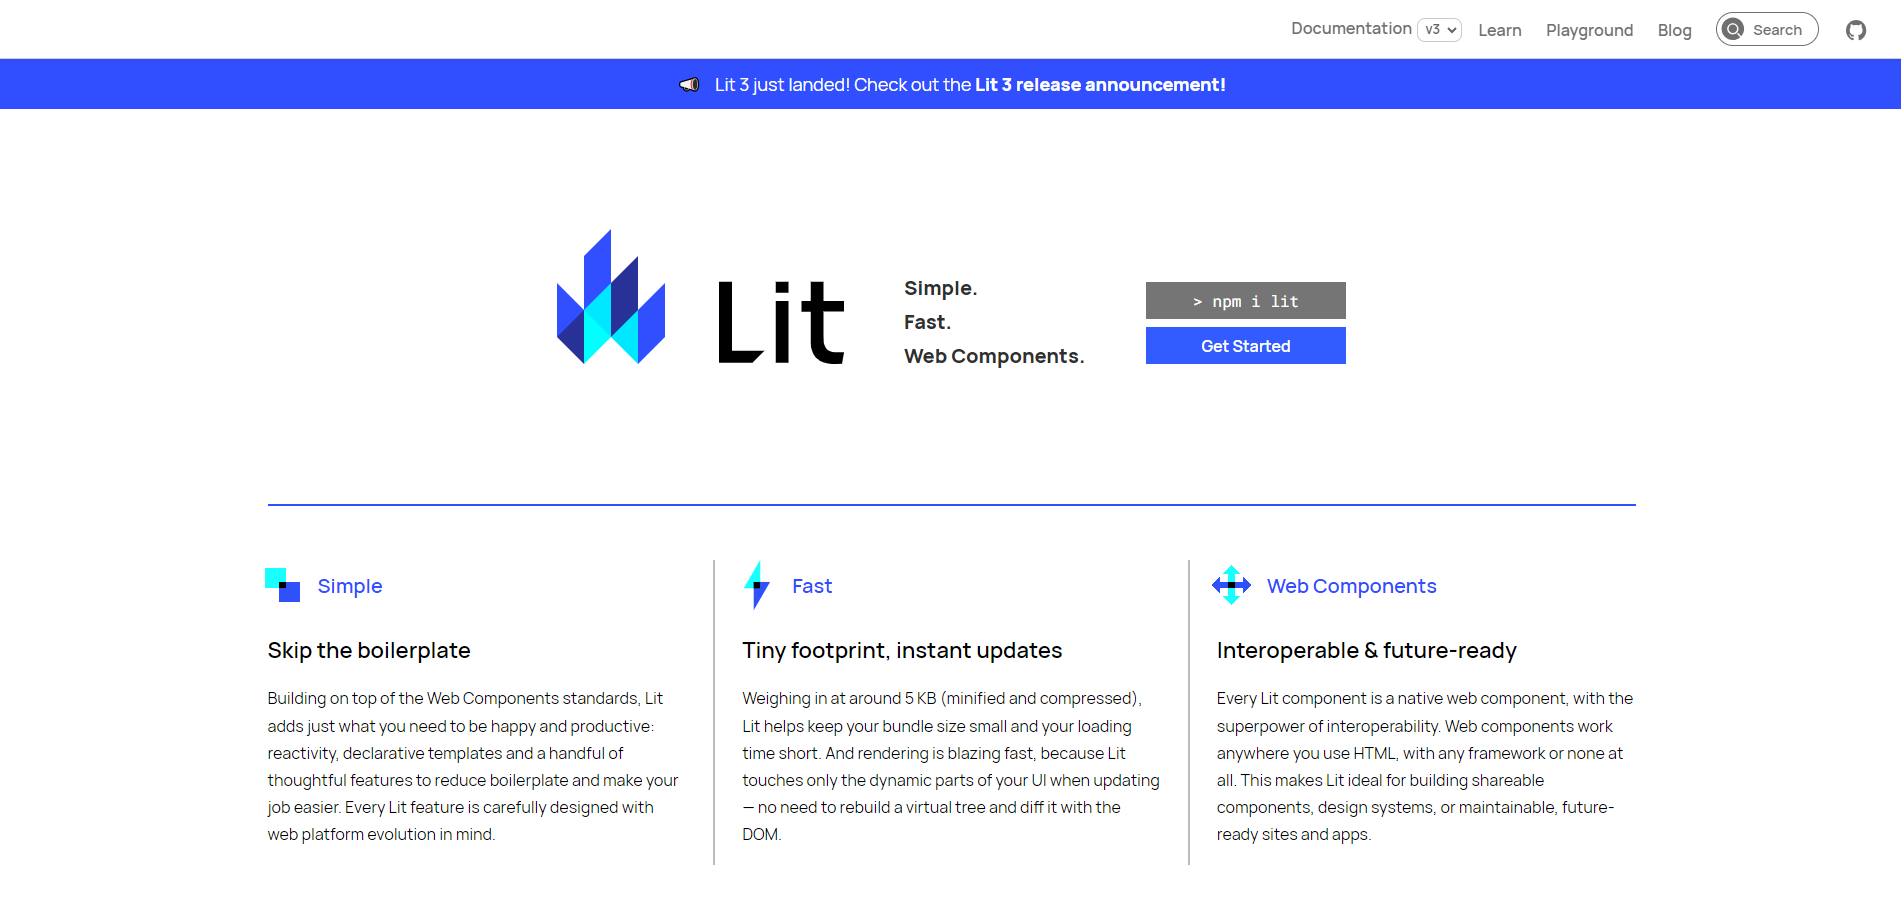 Documentation v3 Learn Playground Blog Search
Lit 3 just landed! Check out the Lit 3 release announcement!
Lit
Simple.
Fast.
Web Components.
> npm i lit
Get Started
Simple
Skip the boilerplate
Building on top of the Web Components standards, Lit
adds just what you need to be happy and productive:
reactivity, declarative templates and a handful of
thoughtful features to reduce boilerplate and make your
job easier. Every Lit feature is carefully designed with
web platform evolution in mind.
Fast
Tiny footprint, instant updates
Weighing in at around 5 KB (minified and compressed),
Lit helps keep your bundle size small and your loading
time short. And rendering is blazing fast, because Lit
touches only the dynamic parts of your UI when updating
— no need to rebuild a virtual tree and diff it with the
DOM.
Web Components
Interoperable & future-ready
Every Lit component is a native web component, with the
superpower of interoperability. Web components work
anywhere you use HTML, with any framework or none at
all. This makes Lit ideal for building shareable
components, design systems, or maintainable, future-
ready sites and apps.